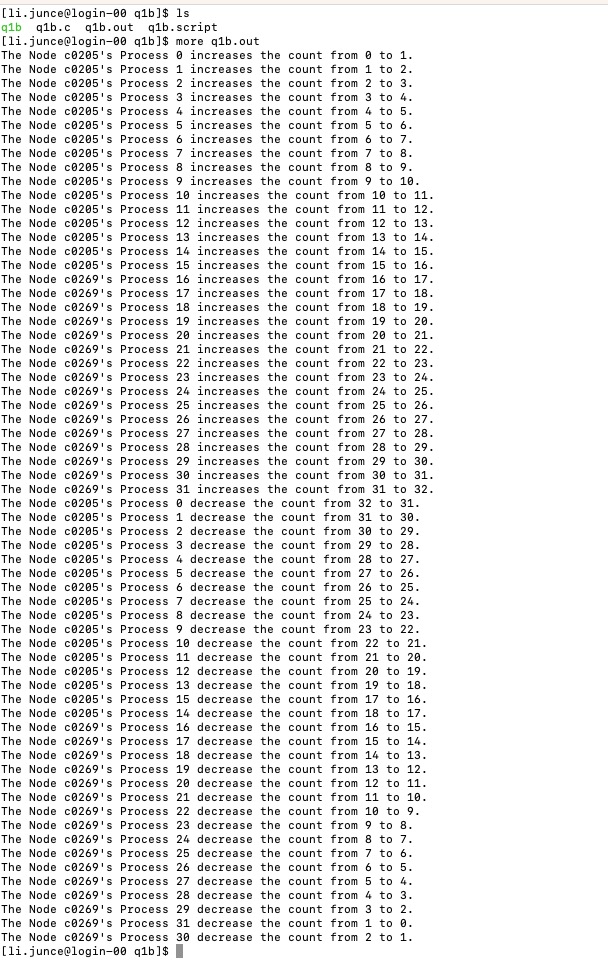 [li.junce@login-00 q1b]$ ls
q1b  q1b.c  q1b.out  q1b.script
[li.junce@login-00 q1b]$ more q1b.out
The Node c0205's Process 0 increases the count from 0 to 1.
The Node c0205's Process 1 increases the count from 1 to 2.
The Node c0205's Process 2 increases the count from 2 to 3.
The Node c0205's Process 3 increases the count from 3 to 4.
The Node c0205's Process 4 increases the count from 4 to 5.
The Node c0205's Process 5 increases the count from 5 to 6.
The Node c0205's Process 6 increases the count from 6 to 7.
The Node c0205's Process 7 increases the count from 7 to 8.
The Node c0205's Process 8 increases the count from 8 to 9.
The Node c0205's Process 9 increases the count from 9 to 10.
The Node c0205's Process 10 increases the count from 10 to 11.
The Node c0205's Process 11 increases the count from 11 to 12.
The Node c0205's Process 12 increases the count from 12 to 13.
The Node c0205's Process 13 increases the count from 13 to 14.
The Node c0205's Process 14 increases the count from 14 to 15.
The Node c0205's Process 15 increases the count from 15 to 16.
The Node c0269's Process 16 increases the count from 16 to 17.
The Node c0269's Process 17 increases the count from 17 to 18.
The Node c0269's Process 18 increases the count from 18 to 19.
The Node c0269's Process 19 increases the count from 19 to 20.
The Node c0269's Process 20 increases the count from 20 to 21.
The Node c0269's Process 21 increases the count from 21 to 22.
The Node c0269's Process 22 increases the count from 22 to 23.
The Node c0269's Process 23 increases the count from 23 to 24.
The Node c0269's Process 24 increases the count from 24 to 25.
The Node c0269's Process 25 increases the count from 25 to 26.
The Node c0269's Process 26 increases the count from 26 to 27.
The Node c0269's Process 27 increases the count from 27 to 28.
The Node c0269's Process 28 increases the count from 28 to 29.
The Node c0269's Process 29 increases the count from 29 to 30.
The Node c0269's Process 30 increases the count from 30 to 31.
The Node c0269's Process 31 increases the count from 31 to 32.
The Node c0205's Process 0 decrease the count from 32 to 31.
The Node c0205's Process 1 decrease the count from 31 to 30.
The Node c0205's Process 2 decrease the count from 30 to 29.
The Node c0205's Process 3 decrease the count from 29 to 28.
The Node c0205's Process 4 decrease the count from 28 to 27.
The Node c0205's Process 5 decrease the count from 27 to 26.
The Node c0205's Process 6 decrease the count from 26 to 25.
The Node c0205's Process 7 decrease the count from 25 to 24.
The Node c0205's Process 8 decrease the count from 24 to 23.
The Node c0205's Process 9 decrease the count from 23 to 22.
The Node c0205's Process 10 decrease the count from 22 to 21.
The Node c0205's Process 11 decrease the count from 21 to 20.
The Node c0205's Process 12 decrease the count from 20 to 19.
The Node c0205's Process 13 decrease the count from 19 to 18.
The Node c0205's Process 15 decrease the count from 17 to 16.
The Node c0205's Process 14 decrease the count from 18 to 17.
The Node c0269's Process 16 decrease the count from 16 to 15.
The Node c0269's Process 17 decrease the count from 15 to 14.
The Node c0269's Process 18 decrease the count from 14 to 13.
The Node c0269's Process 19 decrease the count from 13 to 12.
The Node c0269's Process 20 decrease the count from 12 to 11.
The Node c0269's Process 21 decrease the count from 11 to 10.
The Node c0269's Process 22 decrease the count from 10 to 9.
The Node c0269's Process 23 decrease the count from 9 to 8.
The Node c0269's Process 24 decrease the count from 8 to 7.
The Node c0269's Process 25 decrease the count from 7 to 6.
The Node c0269's Process 26 decrease the count from 6 to 5.
The Node c0269's Process 27 decrease the count from 5 to 4.
The Node c0269's Process 28 decrease the count from 4 to 3.
The Node c0269's Process 29 decrease the count from 3 to 2.
The Node c0269's Process 31 decrease the count from 1 to 0.
The Node c0269's Process 30 decrease the count from 2 to 1.
[li.junce@login-00 q1b]$